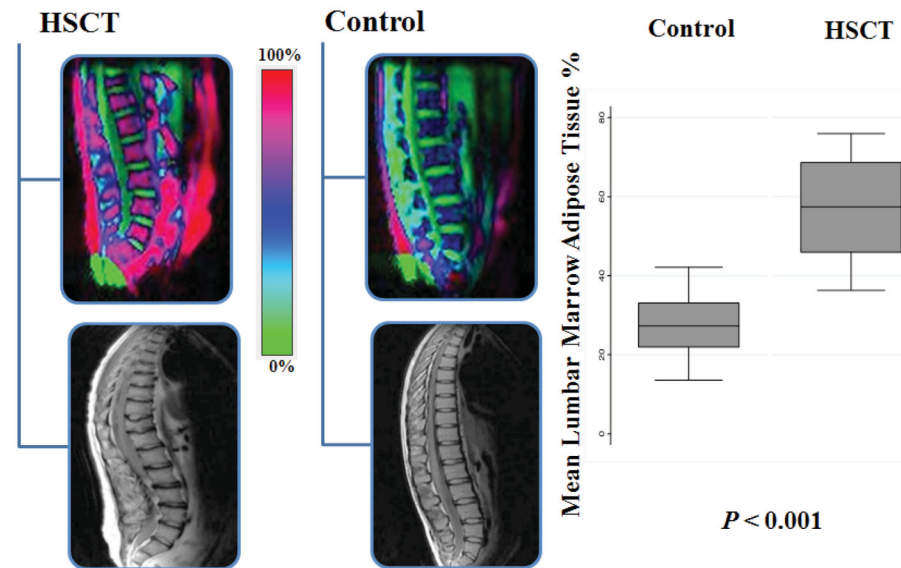 HSCT
Control
100%
0%
Control
HSCT
Mean Lumbar Marrow Adipose Tissue %
80
60
40
20
0
P < 0.001